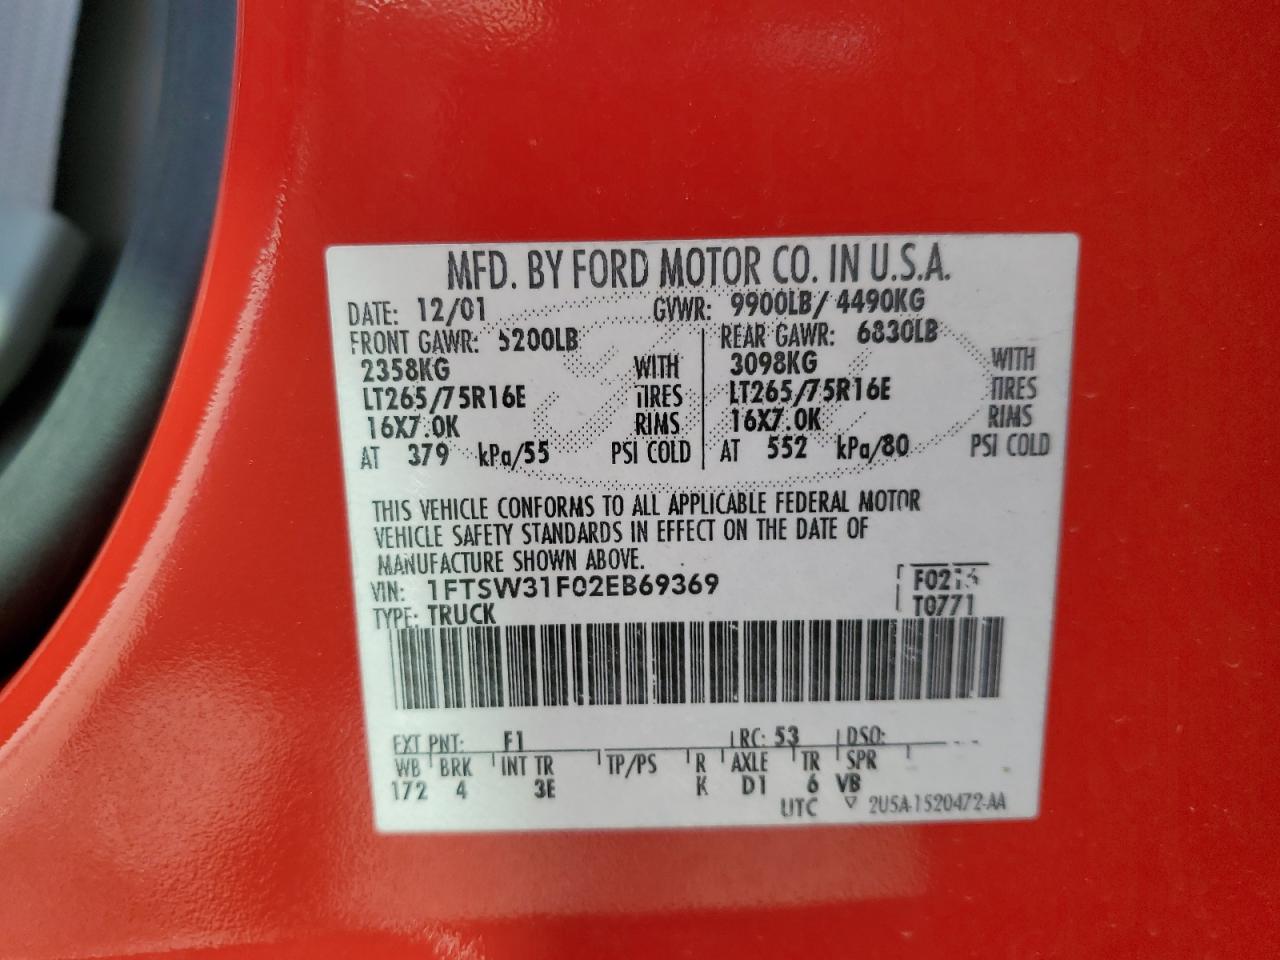 MFD. BY FORD MOTOR CO. IN U.S.A.
DATE: 12/01 GVWR: 9900LB/ 4490KG
FRONT GAWR: 5200LB REAR GAWR: 6830LB
2358KG WITH 3098KG WITH
LT265/75R16E TIRES LT265/75R16E TIRES
16X7.0K RIMS 16X7.0K RIMS
AT 379 kPa/55 PSI COLD AT 552 kPa/80 PSI COLD
THIS VEHICLE CONFORMS TO ALL APPLICABLE FEDERAL MOTOR
VEHICLE SAFETY STANDARDS IN EFFECT ON THE DATE OF
MANUFACTURE SHOWN ABOVE.
VIN: 1FTSW31F02EB69369
TYPE: TRUCK T0771
EXT PNT: F1 RC: 53 DSO:
WB BRK INT TR TP/PS R AXLE TR SPR
172 4 3E K D1 6 VB
UTC ▽ 2U5A-1520472-AA